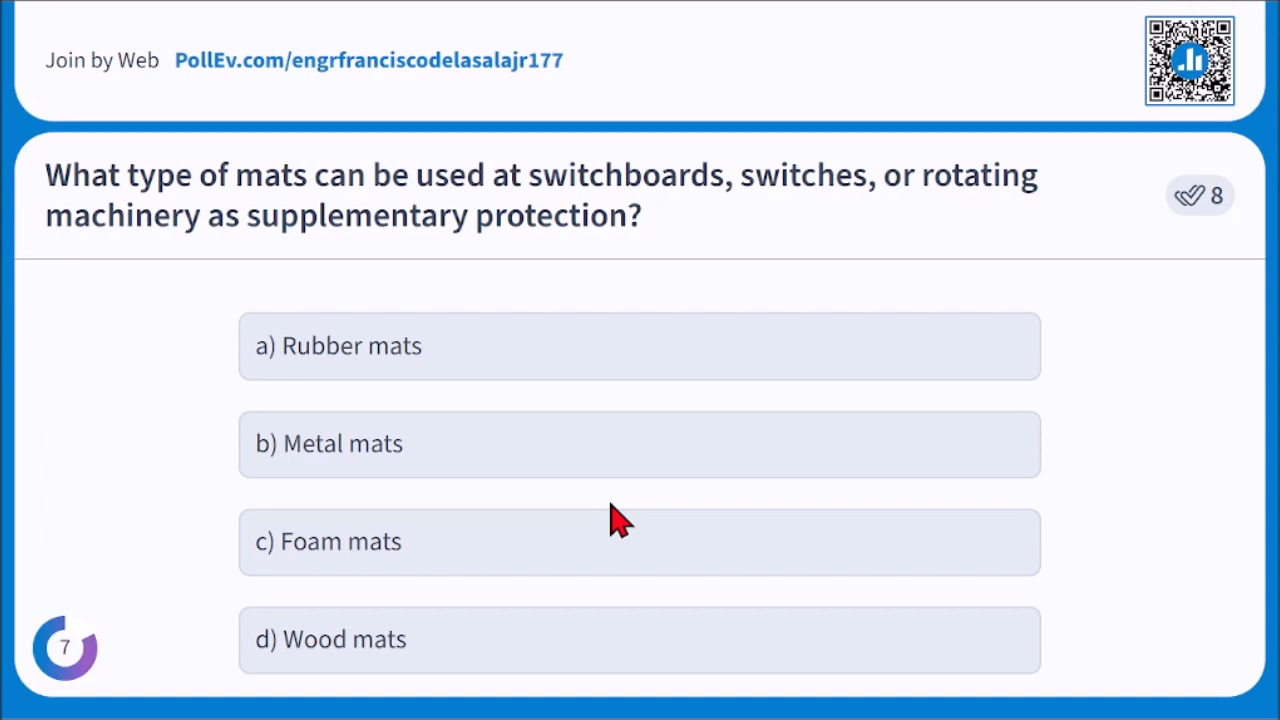 Join by Web PollEv.com/engrfranciscodelasalajr177
What type of mats can be used at switchboards, switches, or rotating
machinery as supplementary protection?
8
a) Rubber mats
b) Metal mats
c) Foam mats
d) Wood mats
7